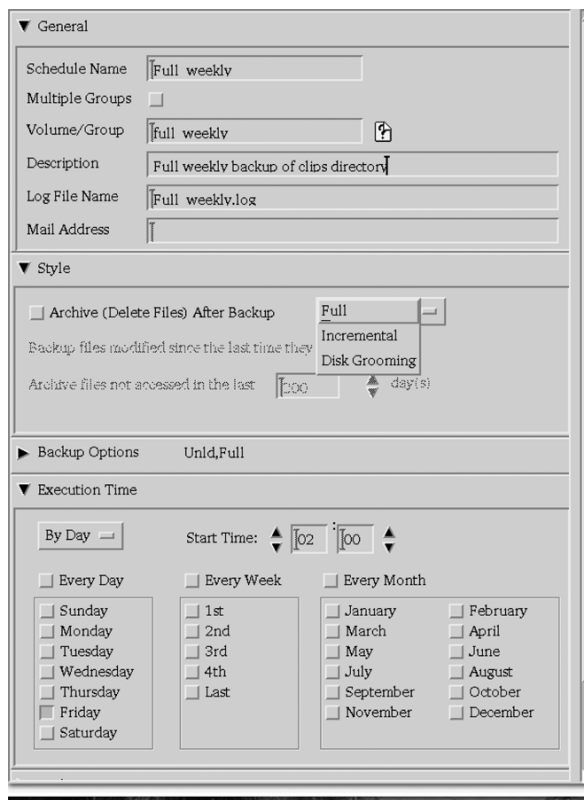 General
Schedule Name Full weekly
Multiple Groups
Volume/Group full weekly ?
Description Full weekly backup of clips directory
Log File Name Full weekly.log
Mail Address
Style
Archive (Delete Files) After Backup Full
Incremental
Backup files modified since the last time they
Disk Grooming
Archive files not accessed in the last 200 day(s)
Backup Options Unld,Full
Execution Time
By Day Start Time: 02 : 00
Every Day Every Week Every Month
Sunday 1st January February
Monday 2nd March April
Tuesday 3rd May June
Wednesday 4th July August
Thursday Last September October
Friday November December
Saturday